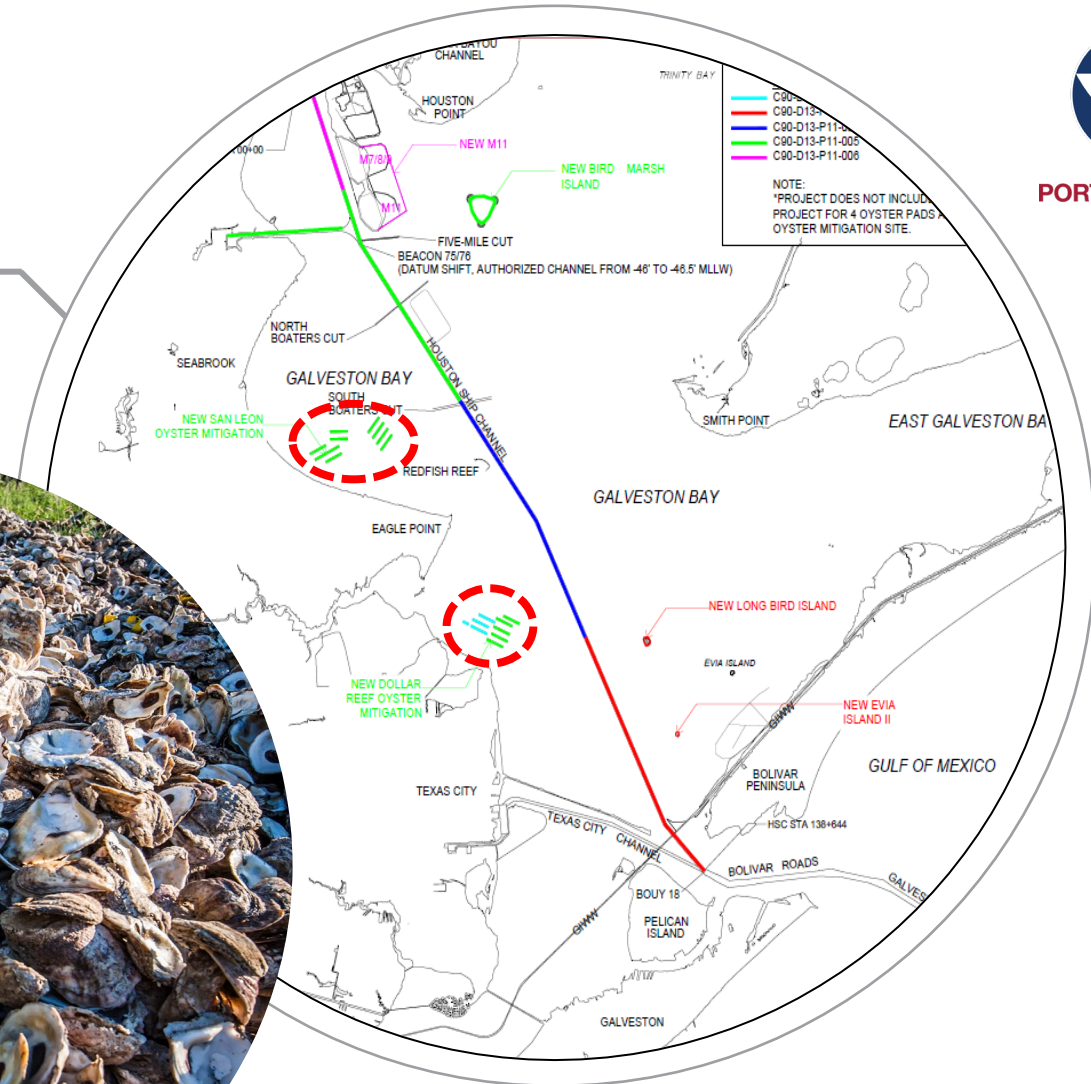 BAYOU
CHANNEL
HOUSTON
POINT
TRINITY BAY
C90-D13-P11-005
C90-D13-P11-006
NOTE:
*PROJECT DOES NOT
PROJECT FOR 4 OYSTER PADS
OYSTER MITIGATION SITE.
PORT
00+00
NEW M11
M7/8/9
M11
NEW BIRD MARSH
ISLAND
FIVE-MILE CUT
BEACON 75/76
(DATUM SHIFT, AUTHORIZED CHANNEL FROM -46' TO -46.5' MLLW)
NORTH
BOATERS CUT
SEABROOK
HOUSTON SHIP CHANNEL
GALVESTON BAY
SOUTH
BOATERS CUT
NEW SAN LEON
OYSTER MITIGATION
REDFISH REEF
SMITH POINT
EAST GALVESTON BA
GALVESTON BAY
EAGLE POINT
NEW LONG BIRD ISLAND
EVIA ISLAND
NEW DOLLAR
REEF OYSTER
MITIGATION
NEW EVIA
ISLAND II
GIWW
GULF OF MEXICO
BOLIVAR
PENINSULA
TEXAS CITY
HSC STA 138+644
TEXAS CITY CHANNEL
BOLIVAR ROADS
GALVES
BOUY 18
PELICAN
ISLAND
GIWW
GALVESTON